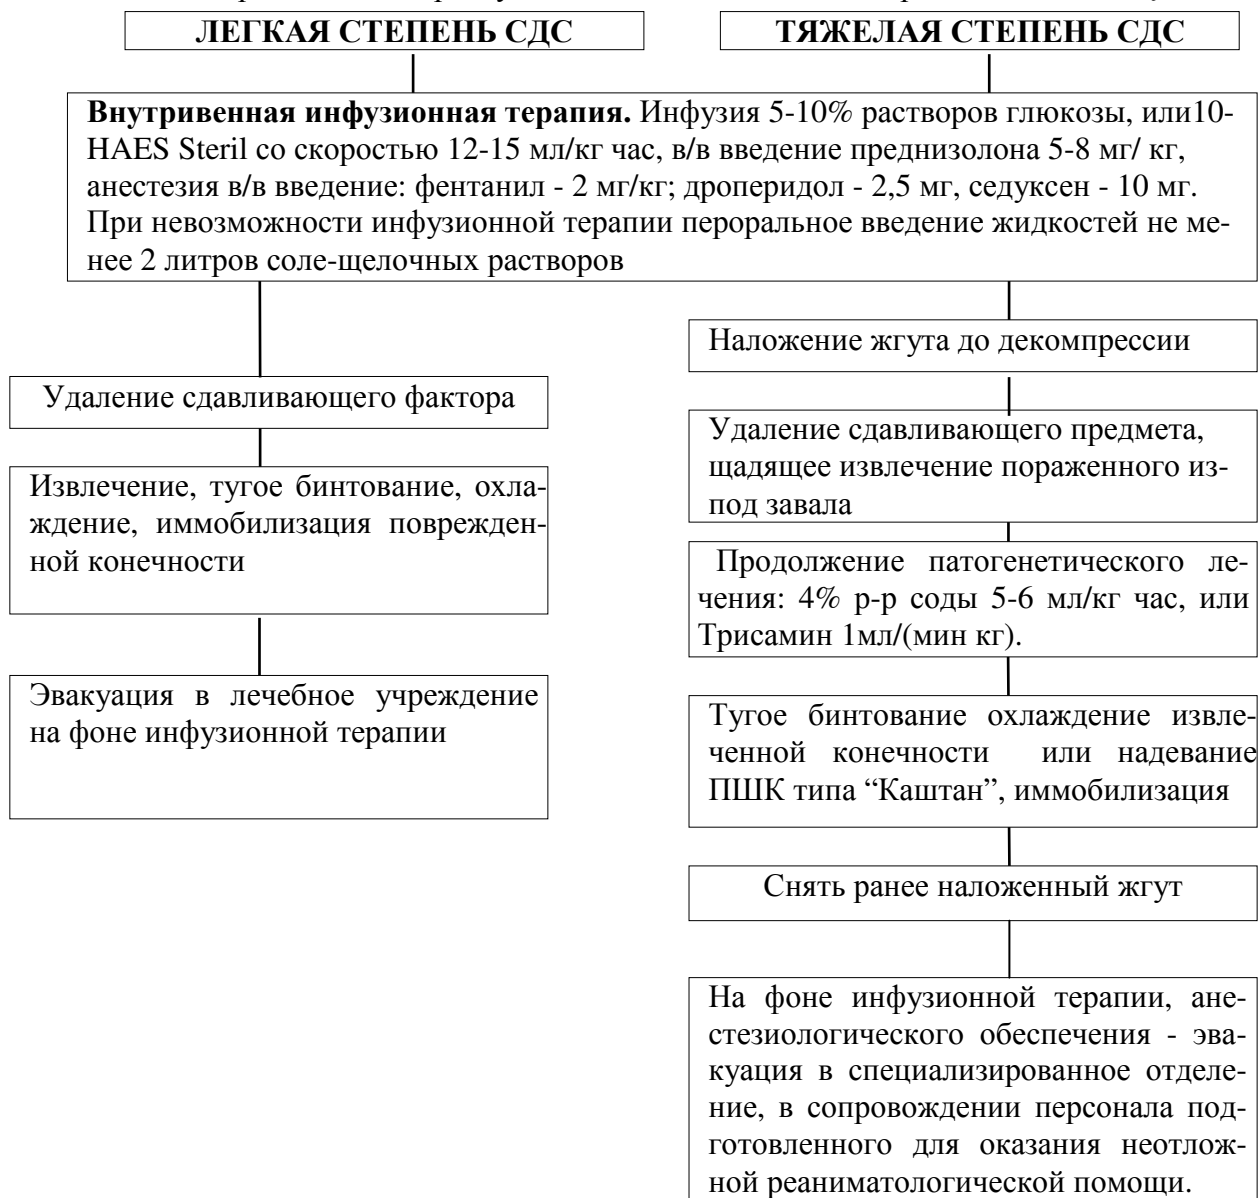 ЛЕГКАЯ СТЕПЕНЬ СДС
ТЯЖЕЛАЯ СТЕПЕНЬ СДС
Внутривенная инфузионная терапия. Инфузия 5-10% растворов глюкозы, или10-
HAES Steril со скоростью 12-15 мл/кг час, в/в введение преднизолона 5-8 мг/ кг,
анестезия в/в введение: фентанил - 2 мг/кг; дроперидол - 2,5 мг, седуксен - 10 мг.
При невозможности инфузионной терапии пероральное введение жидкостей не ме-
нее 2 литров соле-щелочных растворов
Удаление сдавливающего фактора
Извлечение, тугое бинтование, охла-
ждение, иммобилизация поврежден-
ной конечности
Эвакуация в лечебное учреждение
на фоне инфузионной терапии
Наложение жгута до декомпрессии
Удаление сдавливающего предмета,
щадящее извлечение пораженного из-
под завала
Продолжение патогенетического ле-
чения: 4% р-р соды 5-6 мл/кг час, или
Трисамин 1мл/(мин кг).
Тугое бинтование охлаждение извле-
ченной конечности или надевание
ПШК типа “Каштан”, иммобилизация
Снять ранее наложенный жгут
На фоне инфузионной терапии, ане-
стезиологического обеспечения - эва-
куация в специализированное отделе-
ние, в сопровождении персонала под-
готовленного для оказания неотлож-
ной реаниматологической помощи.